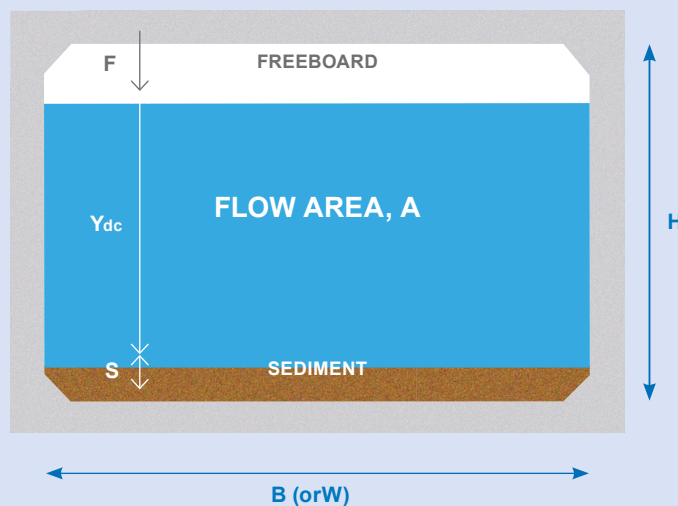 F
FREEBOARD
FLOW AREA, A
Ydc
H
S
SEDIMENT
B (orW)